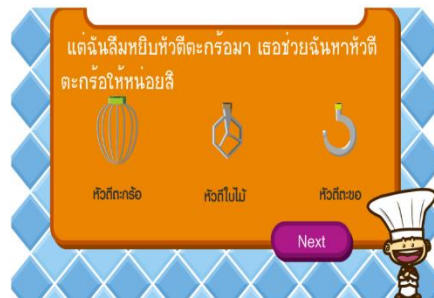 แต่ฉันลืมหยิบหัวตีตะกร้อมา เธอช่วยฉันหาหัวตี
ตะกร้อให้หน่อยสิ
หัวตีตะกร้อ หัวตีใบไม้ หัวตีตะขอ
Next